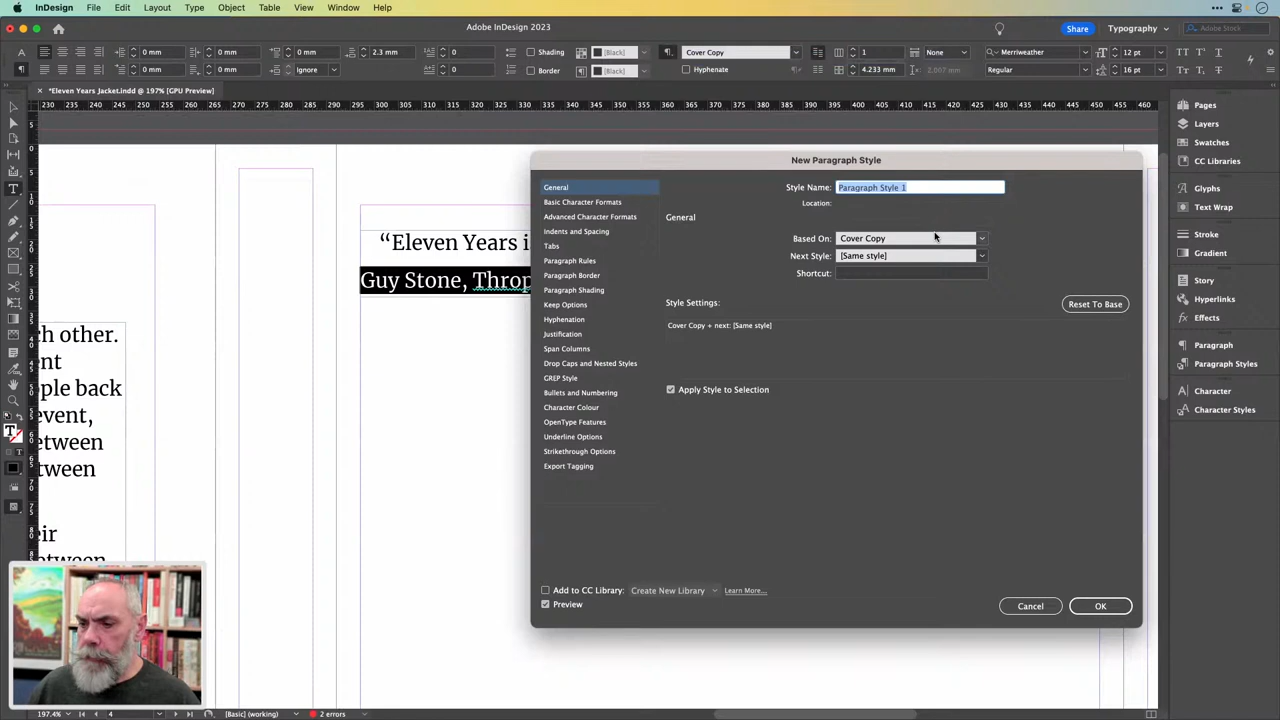 InDesign File Edit Layout Type Object Table View Window Help
Adobe InDesign 2023
Share Typography Adobe Stock
0 mm 0 mm 0 mm 2.3 mm 0 Shading [Black] Cover Copy 1 None Merriweather 12 pt
0 mm 0 mm Ignore 0 Border [Black] Hyphenate 4.233 mm 2.807 mm Regular 16 pt
*Eleven Years Jacket.indd @ 197% [GPU Preview]
230 235 240 245 250 255 260 265 270 275 280 285 290 295 300 305 310 315 320 325 330 335 340 345 350 355 360 365 370 375 380 385 390 395 400 405 410 415 420 425 430 435 440 445 450 455 460
“Eleven Years i
Guy Stone, Throp
h other.
nt
ple back
event,
etween
tween
eir
between
New Paragraph Style
General
Basic Character Formats
Advanced Character Formats
Indents and Spacing
Tabs
Paragraph Rules
Paragraph Border
Paragraph Shading
Keep Options
Hyphenation
Justification
Span Columns
Drop Caps and Nested Styles
GREP Style
Bullets and Numbering
Character Colour
OpenType Features
Underline Options
Strikethrough Options
Export Tagging
Style Name: Paragraph Style 1
Location:
General
Based On: Cover Copy
Next Style: [Same style]
Shortcut:
Style Settings:
Reset To Base
Cover Copy + next: [Same style]
Apply Style to Selection
Add to CC Library: Create New Library Learn More...
Preview
Cancel OK
Pages
Layers
Swatches
CC Libraries
Glyphs
Text Wrap
Stroke
Gradient
Story
Hyperlinks
Effects
Paragraph
Paragraph Styles
Character
Character Styles
197.4% 4 [Basic] (working) 2 errors